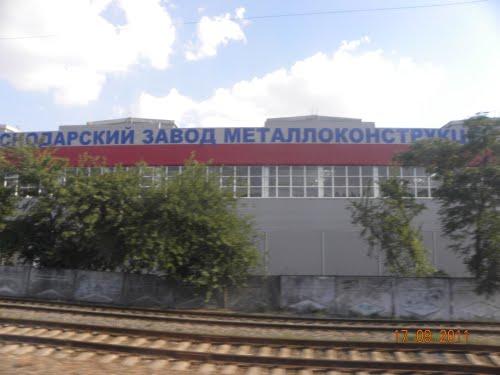 СНОДАРСКИЙ ЗАВОД МЕТАЛЛОКОНСТРУКЦ
17.08.2011